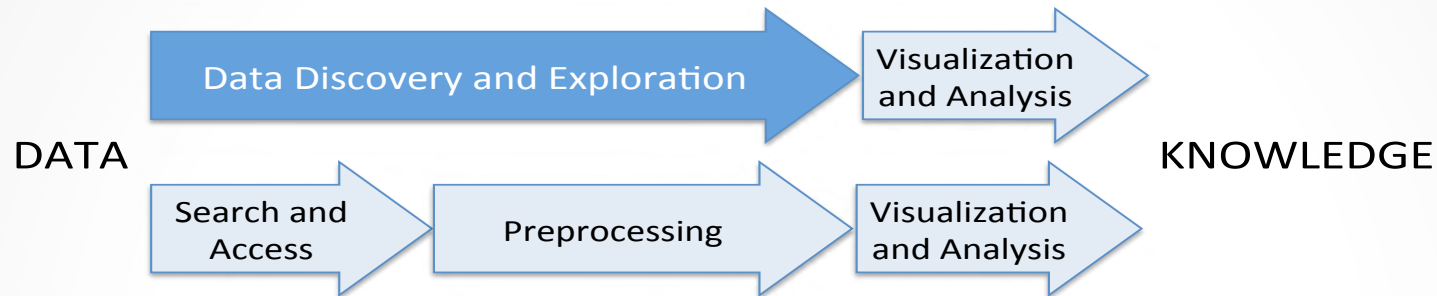 Data Discovery and Exploration
Visualization
and Analysis
DATA
KNOWLEDGE
Search and
Access
Preprocessing
Visualization
and Analysis